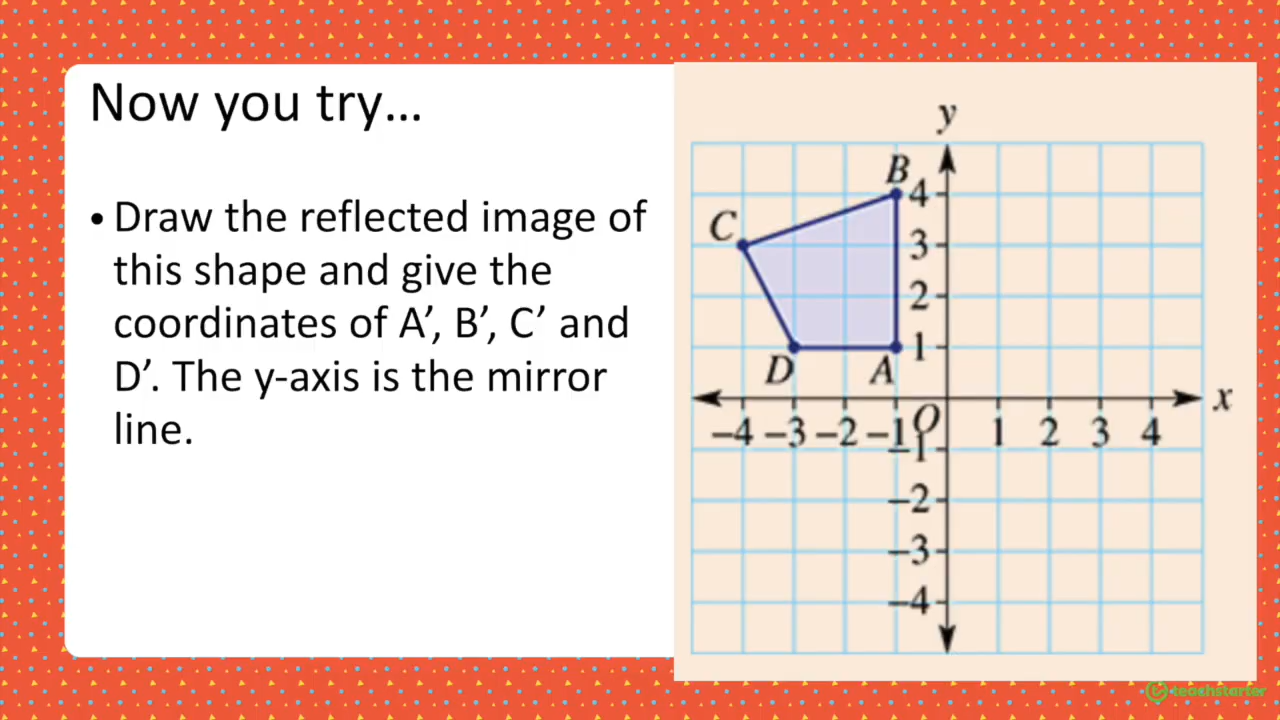 Now you try...
• Draw the reflected image of
this shape and give the
coordinates of A’, B’, C’ and
D’. The y-axis is the mirror
line.
y
B
4
C
3
2
1
D
A
x
O
−4 −3 −2 −1 1 2 3 4
−1
−2
−3
−4
teachstarter